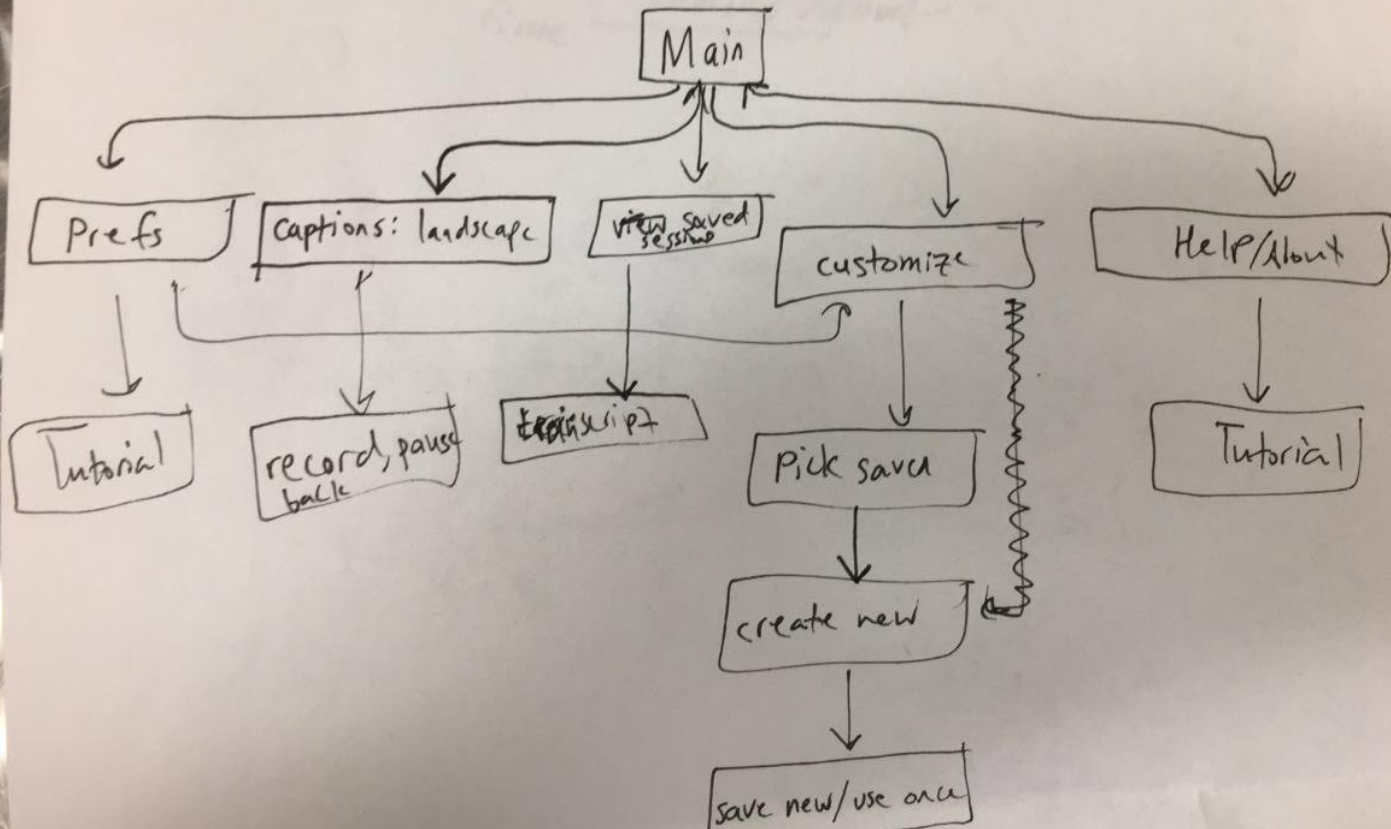 Main
Prefs
Captions: landscape
view saved
session
customize
Help/About
Tutorial
record, pause
back
transcript
Pick saved
Tutorial
create new
save new/use once